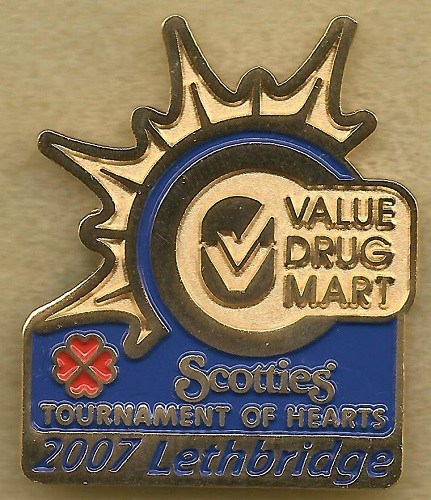 VALUE
DRUG
MART
Scotties
TOURNAMENT OF HEARTS
2007 Lethbridge